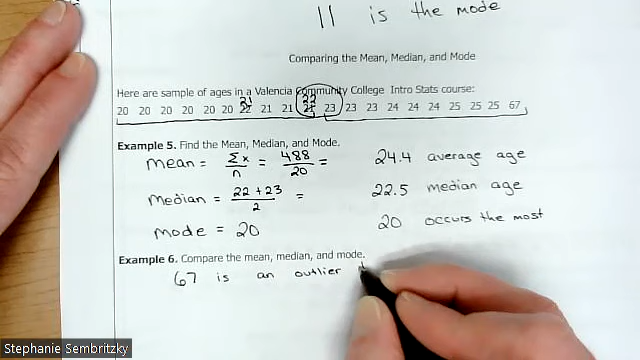 11 is the mode
Comparing the Mean, Median, and Mode
Here are sample of ages in a Valencia Community College Intro Stats course:
21 22
20 20 20 20 20 20 22 21 21 21 23 23 23 24 24 24 25 25 25 67
Example 5. Find the Mean, Median, and Mode.
mean = Σx/n = 488/20 = 24.4 average age
median = 22+23/2 = 22.5 median age
mode = 20 20 occurs the most
Example 6. Compare the mean, median, and mode.
67 is an outlier
Stephanie Sembritzky